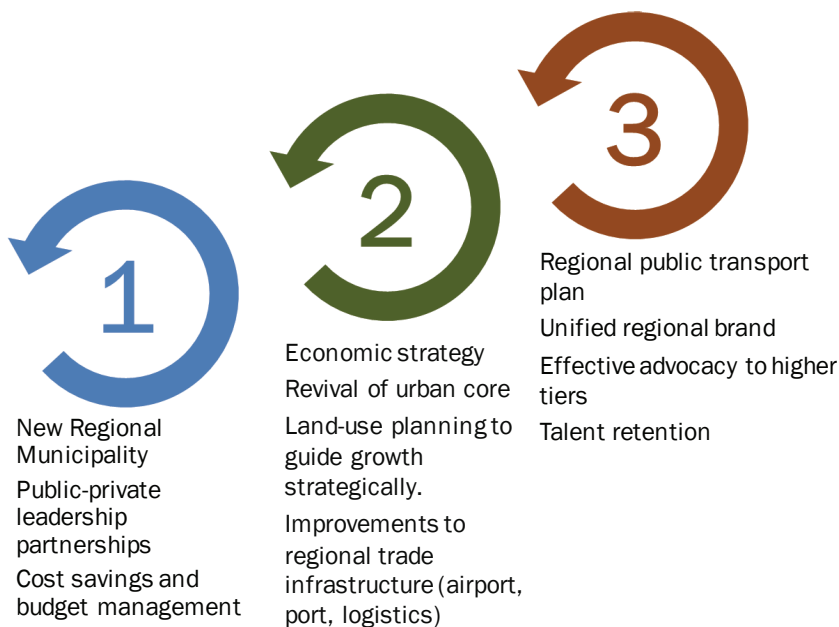 1
New Regional
Municipality
Public-private
leadership
partnerships
Cost savings and
budget management
2
Economic strategy
Revival of urban core
Land-use planning to
guide growth
strategically.
Improvements to
regional trade
infrastructure (airport,
port, logistics)
3
Regional public transport
plan
Unified regional brand
Effective advocacy to higher
tiers
Talent retention